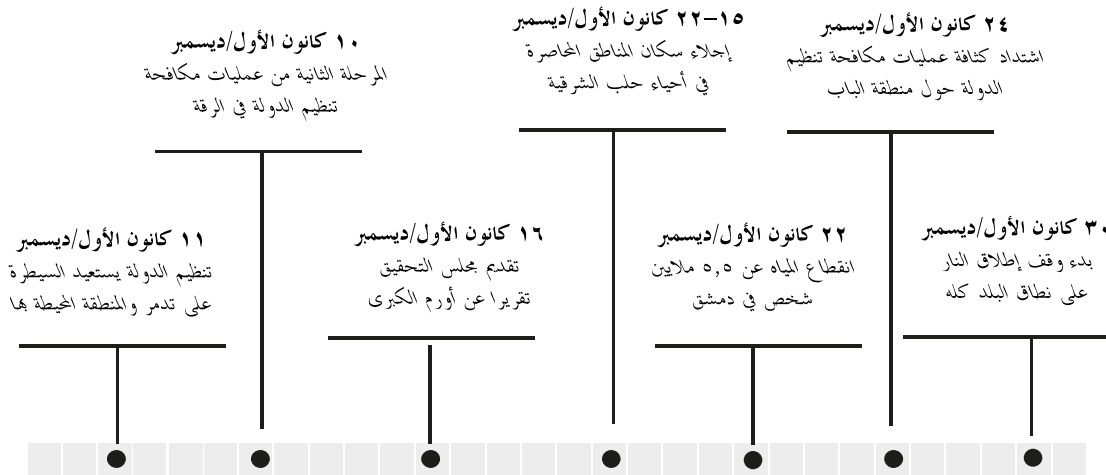 ١٠ كانون الأول/ديسمبر
المرحلة الثانية من عمليات مكافحة
تنظيم الدولة في الرقة
١٥–٢٢ كانون الأول/ديسمبر
إجلاء سكان المناطق المحاصرة
في أحياء حلب الشرقية
٢٤ كانون الأول/ديسمبر
اشتداد كثافة عمليات مكافحة تنظيم
الدولة حول منطقة الباب
١١ كانون الأول/ديسمبر
تنظيم الدولة يستعيد السيطرة
على تدمر والمنطقة المحيطة بها
١٦ كانون الأول/ديسمبر
تقديم مجلس التحقيق
تقريرا عن أورم الكبرى
٢٢ كانون الأول/ديسمبر
انقطاع المياه عن ٥,٥ ملايين
شخص في دمشق
٣٠ كانون الأول/ديسمبر
بدء وقف إطلاق النار
على نطاق البلد كله